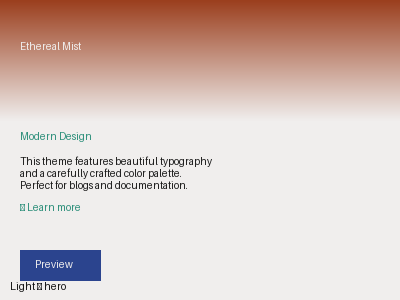 Ethereal Mist
Modern Design
This theme features beautiful typography
and a carefully crafted color palette.
Perfect for blogs and documentation.
Learn more
Preview
Light hero